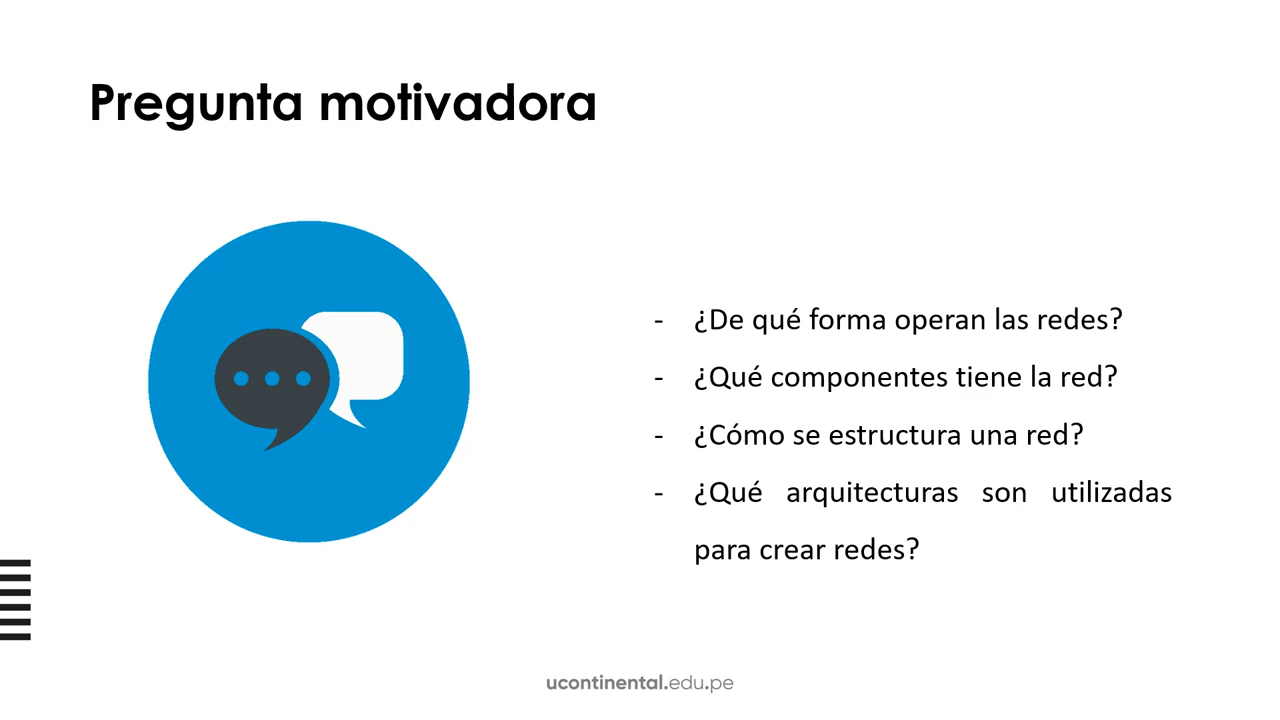 Pregunta motivadora
- ¿De qué forma operan las redes?
- ¿Qué componentes tiene la red?
- ¿Cómo se estructura una red?
- ¿Qué arquitecturas son utilizadas
para crear redes?
ucontinental.edu.pe